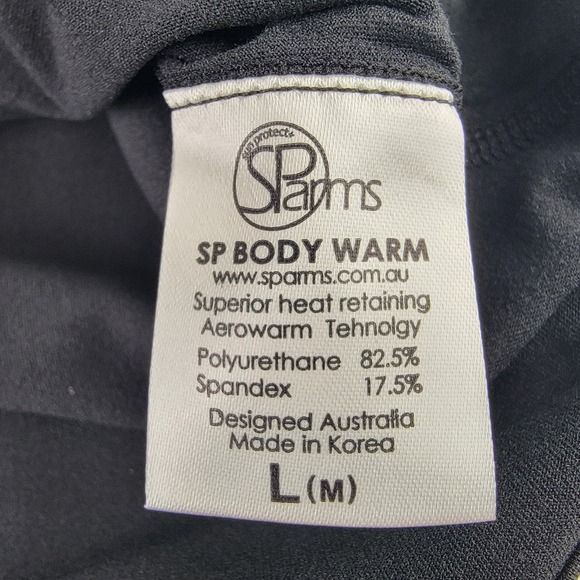 sun protect+
SParms
SP BODY WARM
www.sparms.com.au
Superior heat retaining
Aerowarm Tehnolgy
Polyurethane 82.5%
Spandex 17.5%
Designed Australia
Made in Korea
L (M)